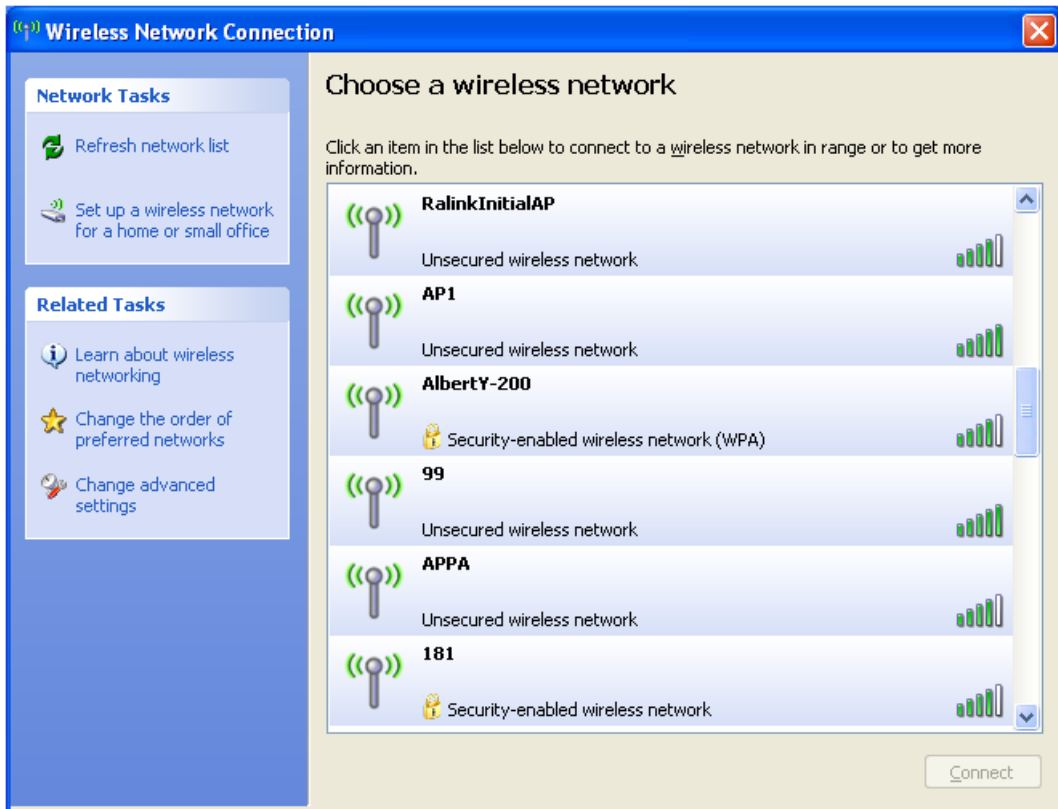 Wireless Network Connection
Network Tasks
Refresh network list
Set up a wireless network
for a home or small office
Related Tasks
Learn about wireless
networking
Change the order of
preferred networks
Change advanced
settings
Choose a wireless network
Click an item in the list below to connect to a wireless network in range or to get more
information.
RalinkInitialAP
Unsecured wireless network
AP1
Unsecured wireless network
AlbertY-200
Security-enabled wireless network (WPA)
99
Unsecured wireless network
APPA
Unsecured wireless network
181
Security-enabled wireless network
Connect